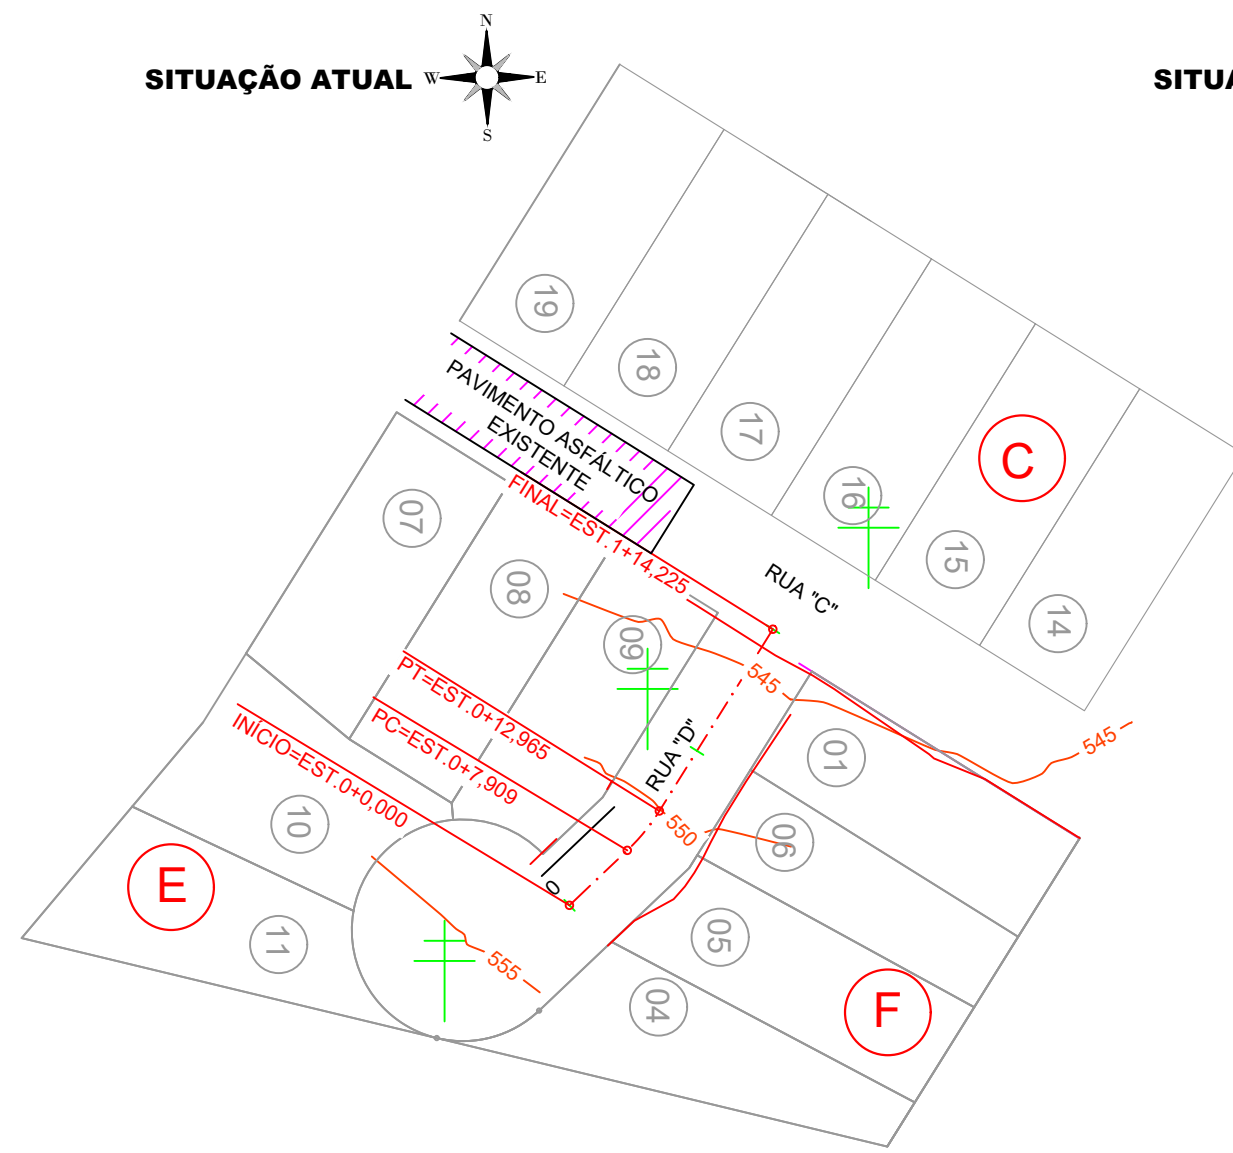 N
SITUAÇÃO ATUAL
W
E
S
SITUA
19
18
17
16
15
14
C
PAVIMENTO ASFÁLTICO
EXISTENTE
FINAL=EST.1+14,225
RUA "C"
07
08
09
545
545
PT=EST.0+12,965
PC=EST.0+7,909
INÍCIO=EST.0+0,000
RUA "D"
550
0
01
06
05
04
F
10
E
11
555